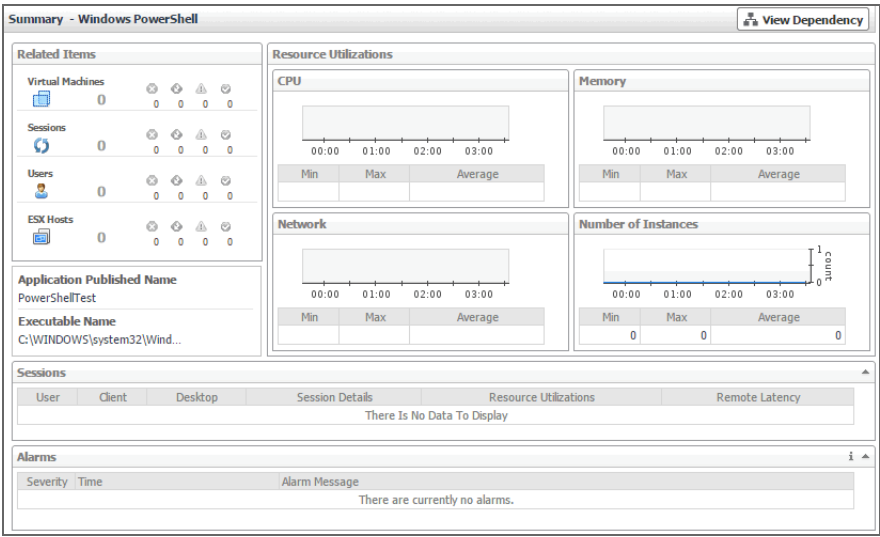 Summary - Windows PowerShell
View Dependency
Related Items
Virtual Machines
0
0 0 0 0
Sessions
0
0 0 0 0
Users
0
0 0 0 0
ESX Hosts
0
0 0 0 0
Application Published Name
PowerShellTest
Executable Name
C:\WINDOWS\system32\Wind...
Resource Utilizations
CPU
00:00 01:00 02:00 03:00
Min Max Average
Memory
00:00 01:00 02:00 03:00
Min Max Average
Network
00:00 01:00 02:00 03:00
Min Max Average
Number of Instances
1
0
count
00:00 01:00 02:00 03:00
Min Max Average
0 0 0
Sessions
User Client Desktop Session Details Resource Utilizations Remote Latency
There Is No Data To Display
Alarms
i
Severity Time Alarm Message
There are currently no alarms.